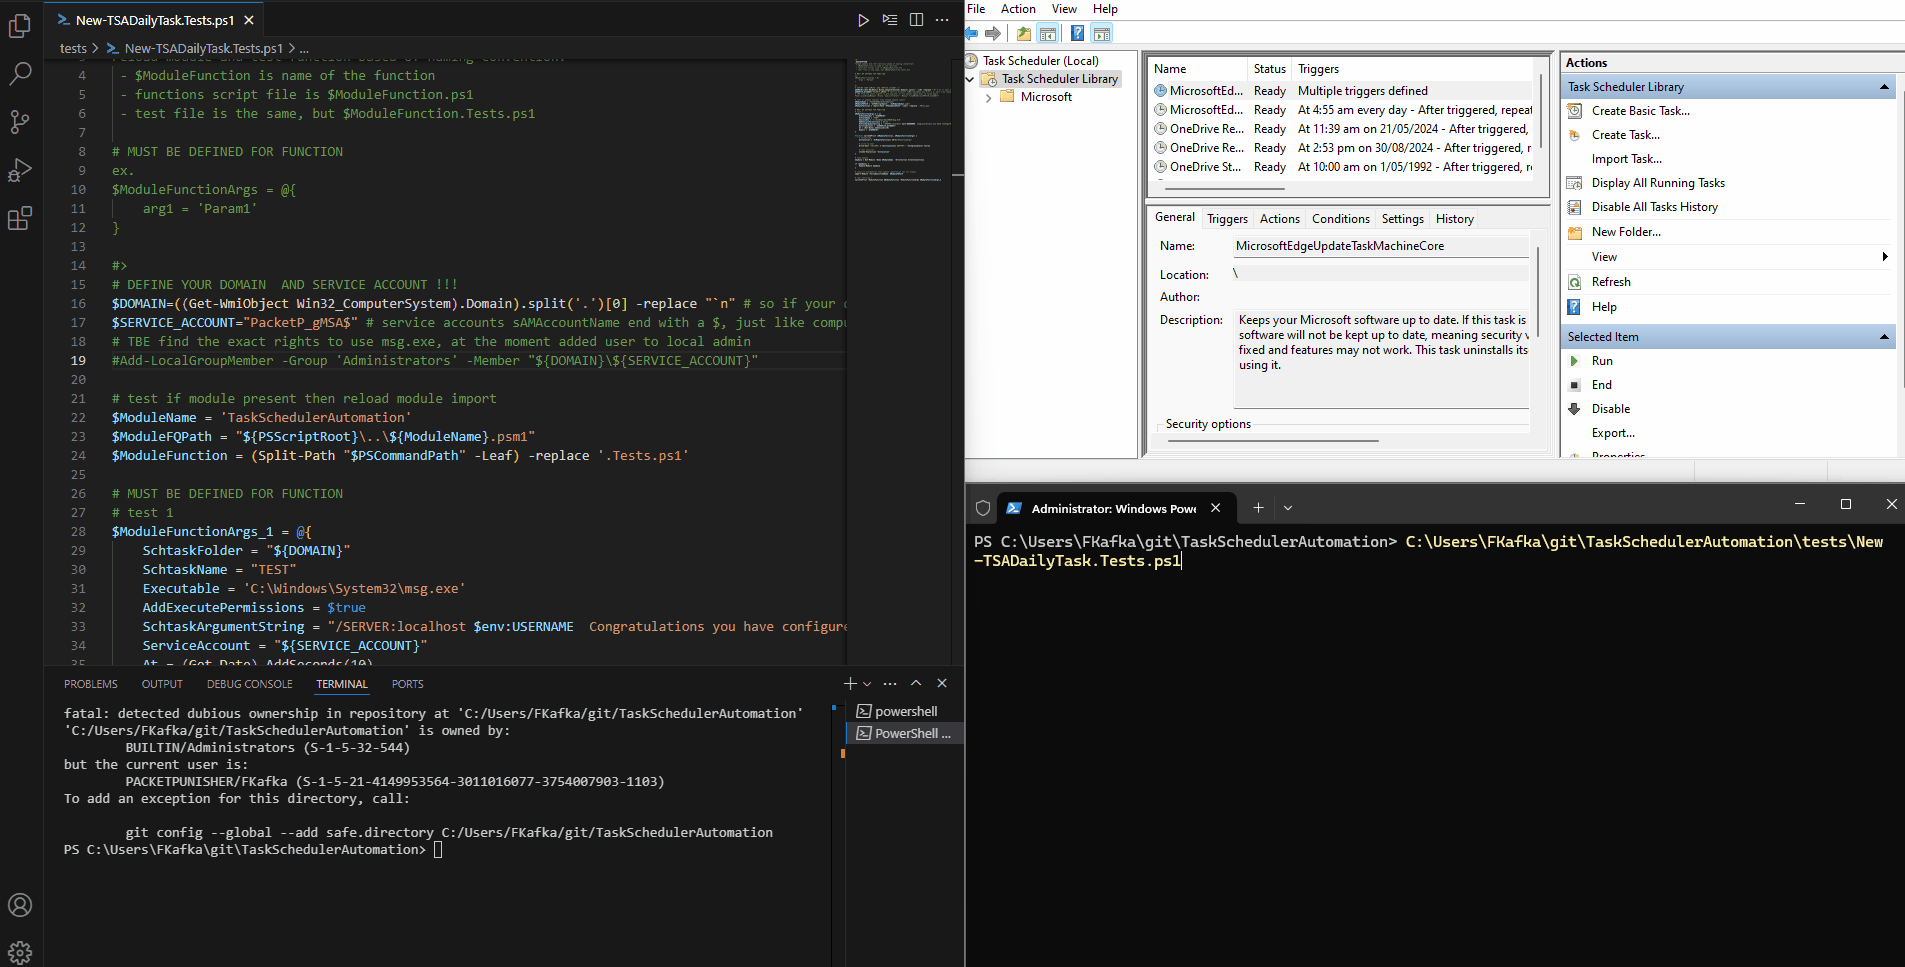 New-TSADailyTask.Tests.ps1
tests > New-TSADailyTask.Tests.ps1 > ...
4 - $ModuleFunction is name of the function
5 - functions script file is $ModuleFunction.ps1
6 - test file is the same, but $ModuleFunction.Tests.ps1
7
8 # MUST BE DEFINED FOR FUNCTION
9 ex.
10 $ModuleFunctionArgs = @{
11 arg1 = 'Param1'
12 }
13
14 #>
15 # DEFINE YOUR DOMAIN  AND SERVICE ACCOUNT !!!
16 $DOMAIN=((Get-WmiObject Win32_ComputerSystem).Domain).split('.')[0] -replace "`n" # so if your
17 $SERVICE_ACCOUNT="PacketP_gMSA$" # service accounts sAMAccountName end with a $, just like comp
18 # TBE find the exact rights to use msg.exe, at the moment added user to local admin
19 #Add-LocalGroupMember -Group 'Administrators' -Member "${DOMAIN}\${SERVICE_ACCOUNT}"
20
21 # test if module present then reload module import
22 $ModuleName = 'TaskSchedulerAutomation'
23 $ModuleFQPath = "${PSScriptRoot}\..\${ModuleName}.psm1"
24 $ModuleFunction = (Split-Path "$PSCommandPath" -Leaf) -replace '.Tests.ps1'
25
26 # MUST BE DEFINED FOR FUNCTION
27 # test 1
28 $ModuleFunctionArgs_1 = @{
29 SchtaskFolder = "${DOMAIN}"
30 SchtaskName = "TEST"
31 Executable = 'C:\Windows\System32\msg.exe'
32 AddExecutePermissions = $true
33 SchtaskArgumentString = "/SERVER:localhost $env:USERNAME  Congratulations you have configure
34 ServiceAccount = "${SERVICE_ACCOUNT}"
35 At = (Get-Date).AddSeconds(10)
PROBLEMS OUTPUT DEBUG CONSOLE TERMINAL PORTS
fatal: detected dubious ownership in repository at 'C:/Users/FKafka/git/TaskSchedulerAutomation'
'C:/Users/FKafka/git/TaskSchedulerAutomation' is owned by:
BUILTIN/Administrators (S-1-5-32-544)
but the current user is:
PACKETPUNISHER/FKafka (S-1-5-21-4149953564-3011016077-3754007903-1103)
To add an exception for this directory, call:
git config --global --add safe.directory C:/Users/FKafka/git/TaskSchedulerAutomation
PS C:\Users\FKafka\git\TaskSchedulerAutomation>
powershell
PowerShell ...
File Action View Help
Task Scheduler (Local)
Task Scheduler Library
Microsoft
Name Status Triggers
MicrosoftEd... Ready Multiple triggers defined
MicrosoftEd... Ready At 4:55 am every day - After triggered, repeat
OneDrive Re... Ready At 11:39 am on 21/05/2024 - After triggered,
OneDrive Re... Ready At 2:53 pm on 30/08/2024 - After triggered, r
OneDrive St... Ready At 10:00 am on 1/05/1992 - After triggered, r
General Triggers Actions Conditions Settings History
Name: MicrosoftEdgeUpdateTaskMachineCore
Location: \
Author:
Description: Keeps your Microsoft software up to date. If this task is
software will not be kept up to date, meaning security v
fixed and features may not work. This task uninstalls its
using it.
Security options
Actions
Task Scheduler Library
Create Basic Task...
Create Task...
Import Task...
Display All Running Tasks
Disable All Tasks History
New Folder...
View
Refresh
Help
Selected Item
Run
End
Disable
Export...
Properties
Administrator: Windows Powe
PS C:\Users\FKafka\git\TaskSchedulerAutomation> C:\Users\FKafka\git\TaskSchedulerAutomation\tests\New
-TSADailyTask.Tests.ps1